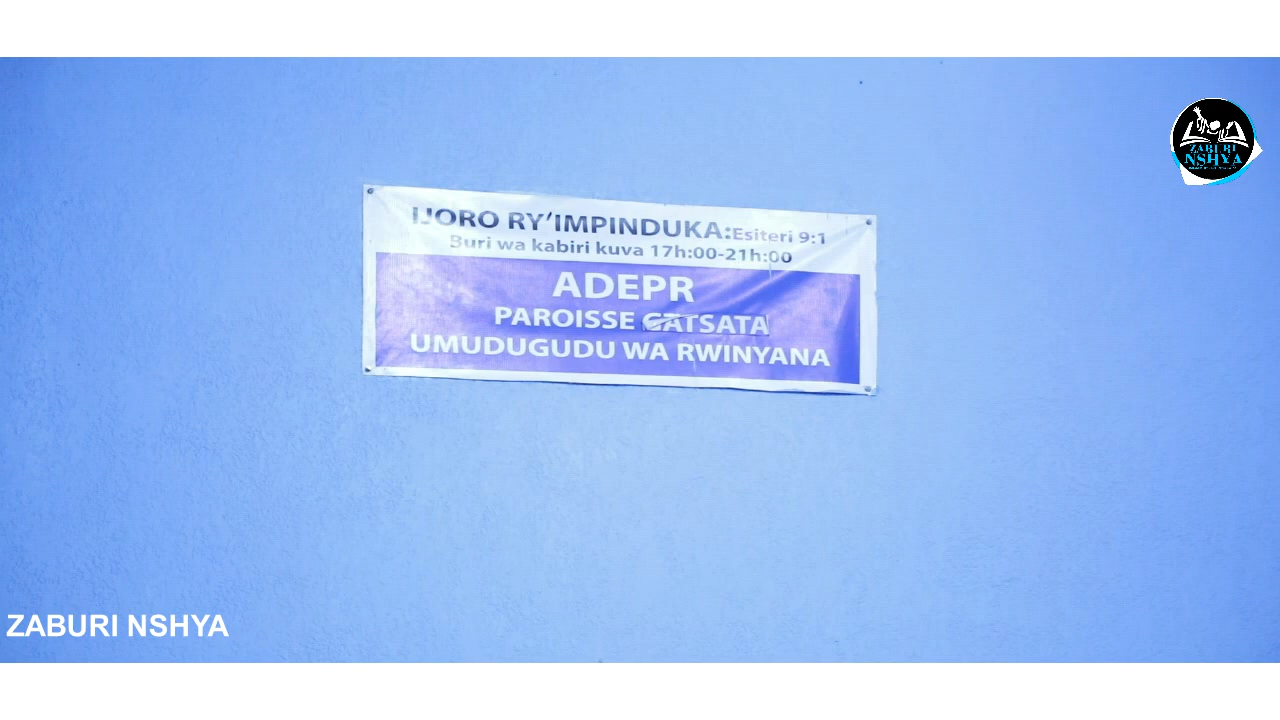 ZABURI
NSHYA
IJORO RY'IMPINDUKA:Esiteri 9:1
Buri wa kabiri kuva 17h:00-21h:00
ADEPR
PAROISSE GATSATA
UMUDUGUDU WA RWINYANA
ZABURI NSHYA